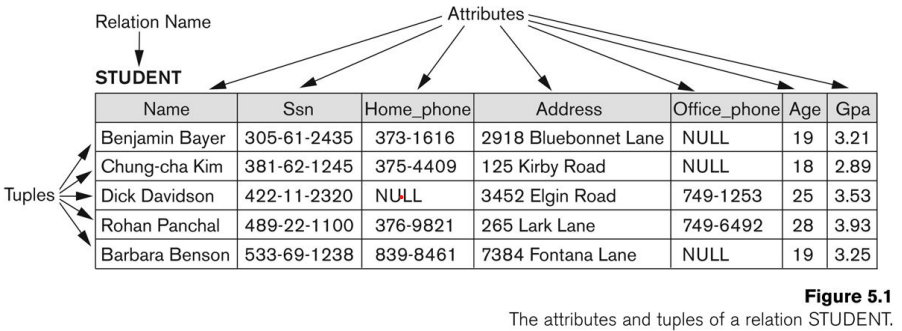 Attributes
Relation Name
STUDENT
Name Ssn Home_phone Address Office_phone Age Gpa
Benjamin Bayer 305-61-2435 373-1616 2918 Bluebonnet Lane NULL 19 3.21
Chung-cha Kim 381-62-1245 375-4409 125 Kirby Road NULL 18 2.89
Tuples Dick Davidson 422-11-2320 NULL 3452 Elgin Road 749-1253 25 3.53
Rohan Panchal 489-22-1100 376-9821 265 Lark Lane 749-6492 28 3.93
Barbara Benson 533-69-1238 839-8461 7384 Fontana Lane NULL 19 3.25
Figure 5.1
The attributes and tuples of a relation STUDENT.